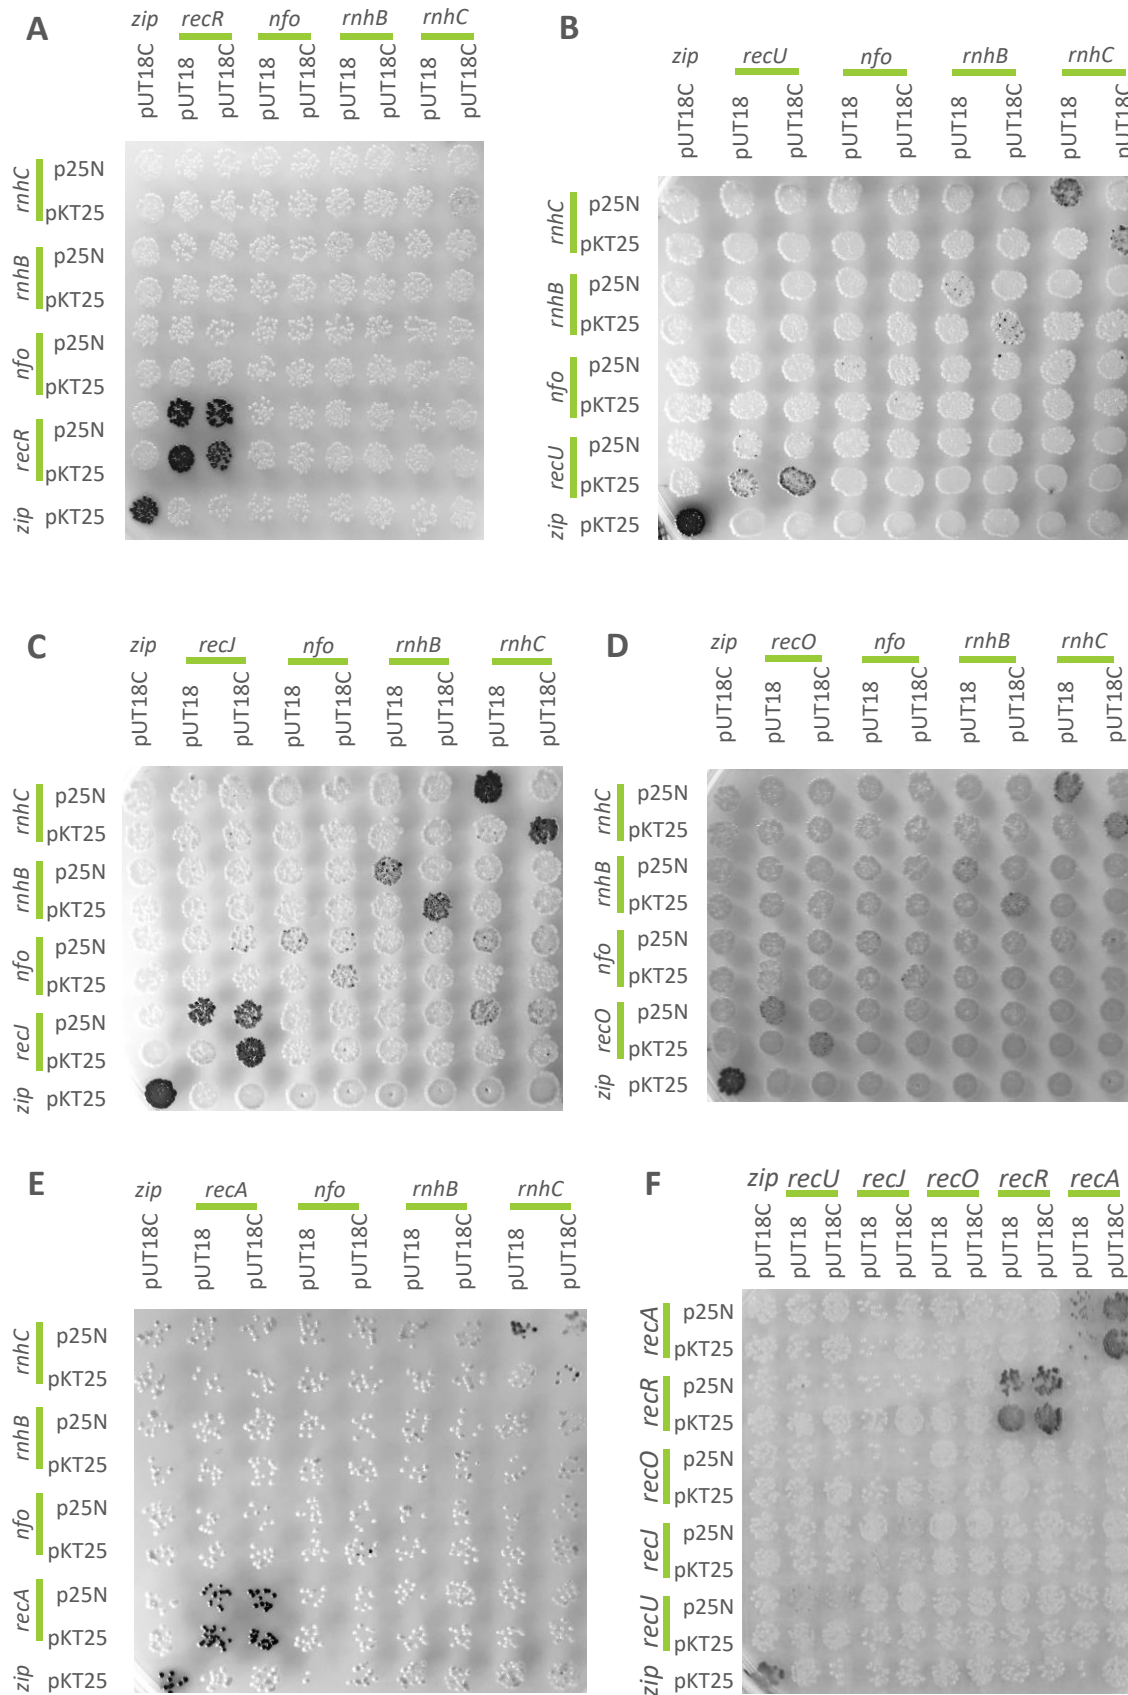 A
zip recR nfo rnhB rnhC
pUT18C pUT18 pUT18C pUT18 pUT18C pUT18 pUT18C pUT18 pUT18C
rnhC p25N
pKT25
rnhB p25N
pKT25
nfo p25N
pKT25
recR p25N
pKT25
zip pKT25
B
zip recU nfo rnhB rnhC
pUT18C pUT18 pUT18C pUT18 pUT18C pUT18 pUT18C pUT18 pUT18C
rnhC p25N
pKT25
rnhB p25N
pKT25
nfo p25N
pKT25
recU p25N
pKT25
zip pKT25
C
zip recJ nfo rnhB rnhC
pUT18C pUT18 pUT18C pUT18 pUT18C pUT18 pUT18C pUT18 pUT18C
rnhC p25N
pKT25
rnhB p25N
pKT25
nfo p25N
pKT25
recJ p25N
pKT25
zip pKT25
D
zip recO nfo rnhB rnhC
pUT18C pUT18 pUT18C pUT18 pUT18C pUT18 pUT18C pUT18 pUT18C
rnhC p25N
pKT25
rnhB p25N
pKT25
nfo p25N
pKT25
recO p25N
pKT25
zip pKT25
E
zip recA nfo rnhB rnhC
pUT18C pUT18 pUT18C pUT18 pUT18C pUT18 pUT18C pUT18 pUT18C
rnhC p25N
pKT25
rnhB p25N
pKT25
nfo p25N
pKT25
recA p25N
pKT25
zip pKT25
F
zip recU recJ recO recR recA
pUT18C pUT18 pUT18C pUT18 pUT18C pUT18 pUT18C pUT18 pUT18C pUT18 pUT18C
recA p25N
pKT25
recR p25N
pKT25
recO p25N
pKT25
recJ p25N
pKT25
recU p25N
pKT25
zip pKT25